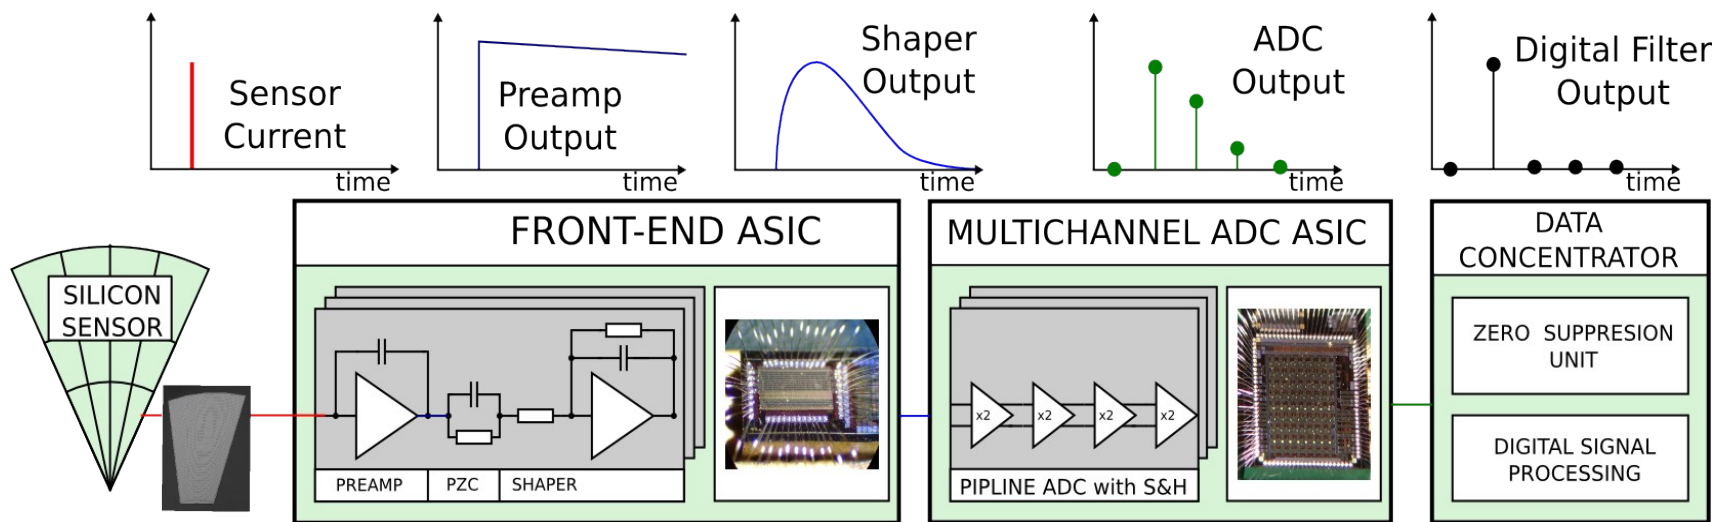 Sensor
Current
time
Preamp
Output
time
Shaper
Output
time
ADC
Output
time
Digital Filter
Output
time
SILICON
SENSOR
FRONT-END ASIC
PREAMP
PZC
SHAPER
MULTICHANNEL ADC ASIC
x2
x2
x2
x2
PIPLINE ADC with S&H
DATA
CONCENTRATOR
ZERO SUPPRESION
UNIT
DIGITAL SIGNAL
PROCESSING